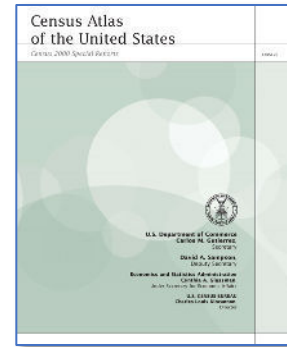 Census Atlas
of the United States
Census 2000 Special Reports
U.S. Department of Commerce
Carlos M. Gutierrez,
Secretary
David A. Sampson,
Deputy Secretary
Economics and Statistics Administration
Cynthia A. Glassman,
Under Secretary for Economic Affairs
U.S. CENSUS BUREAU
Charles Louis Kincannon,
Director